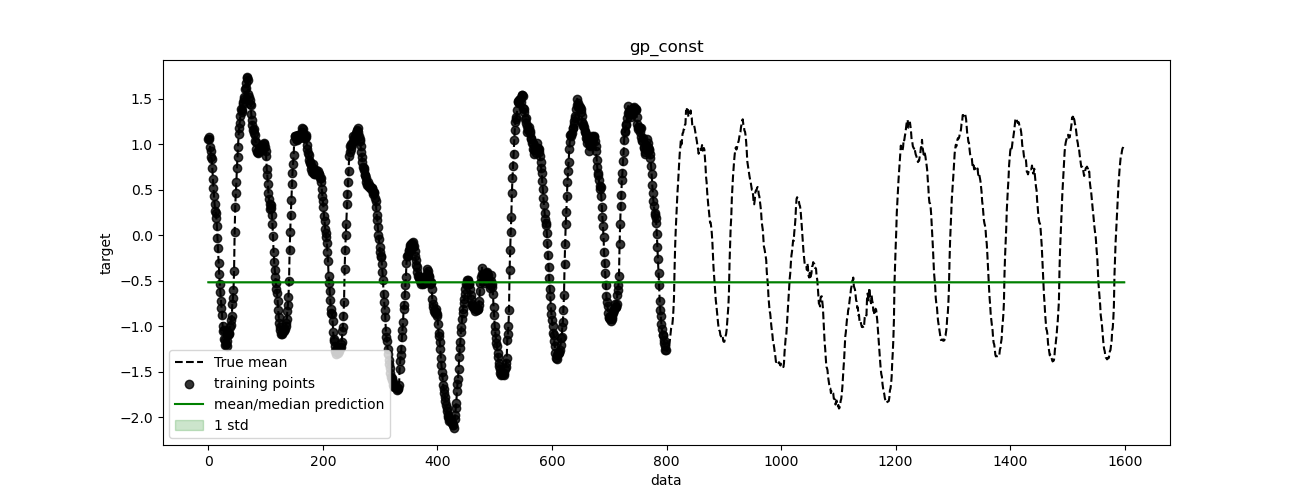 gp_const
target
1.5
1.0
0.5
0.0
−0.5
−1.0
−1.5
−2.0
True mean
training points
mean/median prediction
1 std
0 200 400 600 800 1000 1200 1400 1600
data